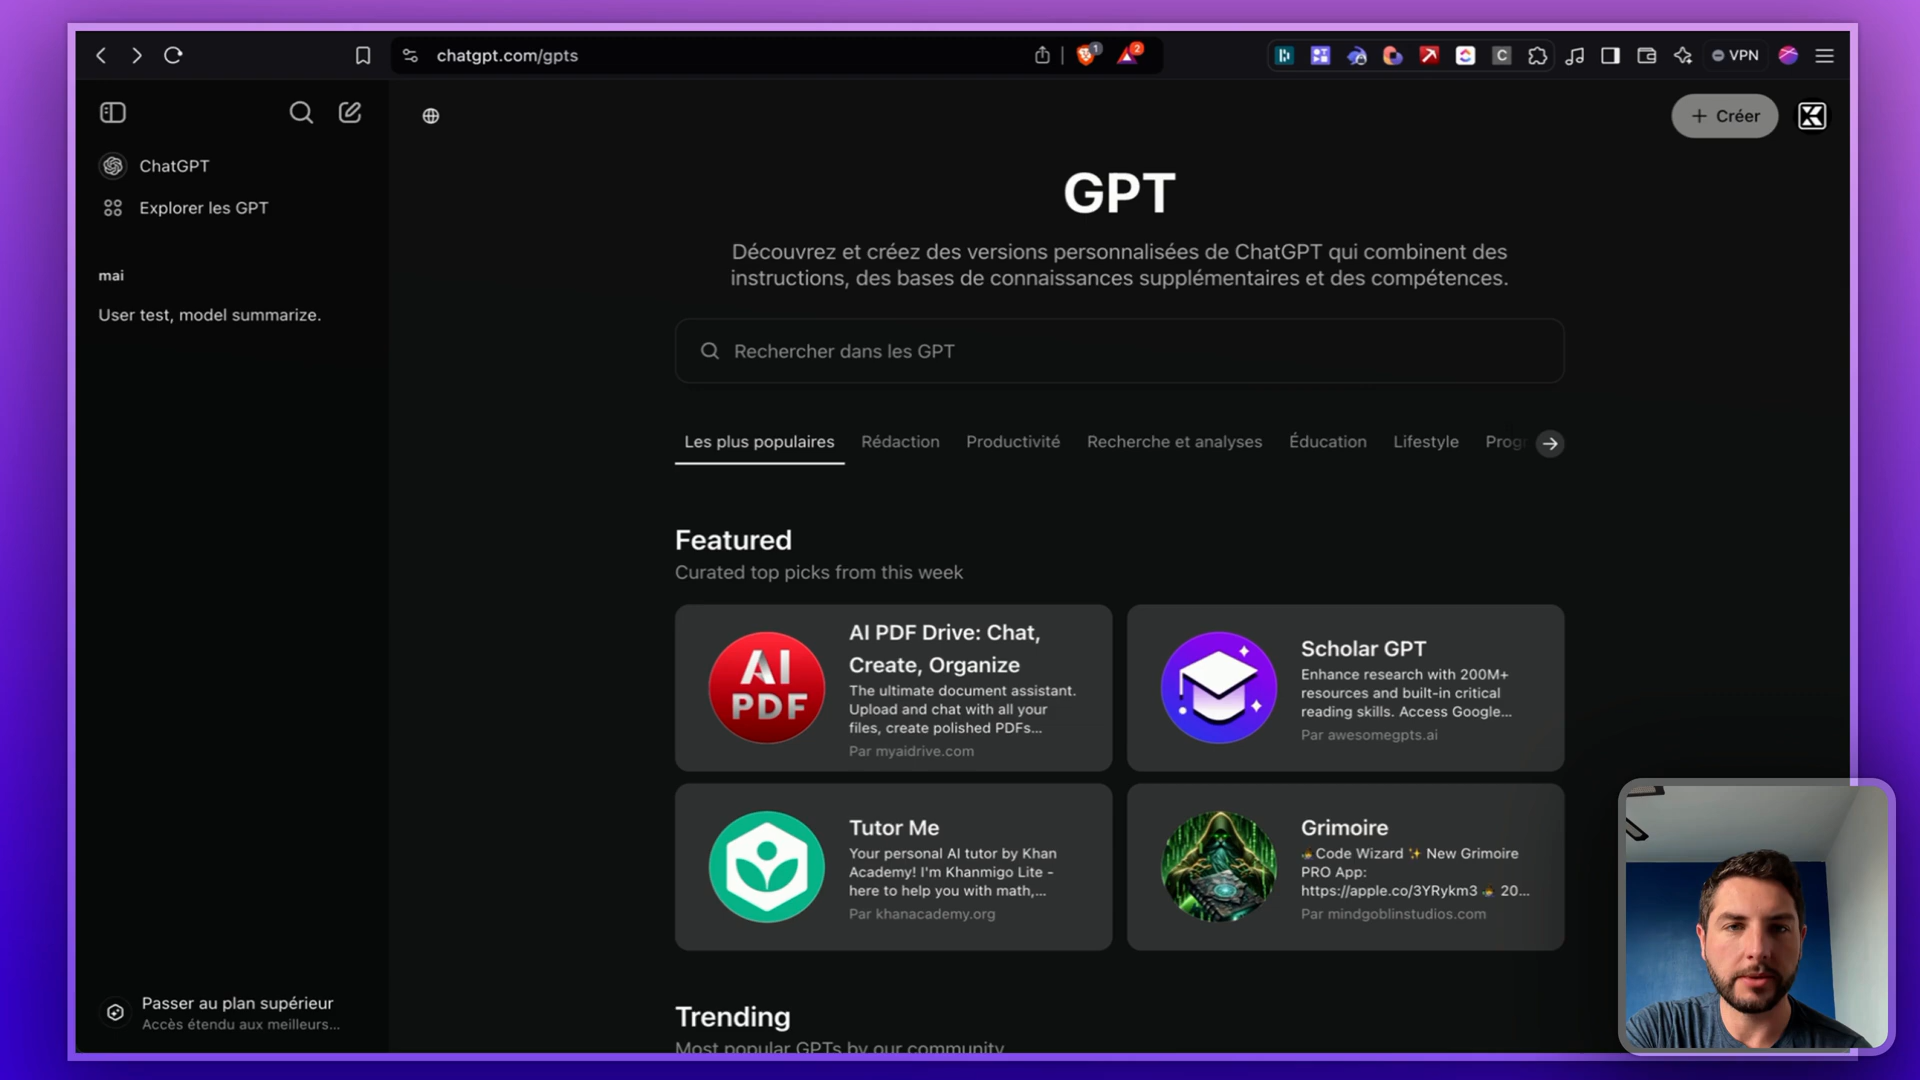 chatgpt.com/gpts
1
2
C
VPN
ChatGPT
Explorer les GPT
mai
User test, model summarize.
Passer au plan supérieur
Accès étendu aux meilleurs...
+ Créer
GPT
Découvrez et créez des versions personnalisées de ChatGPT qui combinent des
instructions, des bases de connaissances supplémentaires et des compétences.
Rechercher dans les GPT
Les plus populaires
Rédaction
Productivité
Recherche et analyses
Éducation
Lifestyle
Progr
Featured
Curated top picks from this week
AI
PDF
AI PDF Drive: Chat,
Create, Organize
The ultimate document assistant.
Upload and chat with all your
files, create polished PDFs...
Par myaidrive.com
Scholar GPT
Enhance research with 200M+
resources and built-in critical
reading skills. Access Google...
Par awesomegpts.ai
Tutor Me
Your personal AI tutor by Khan
Academy! I'm Khanmigo Lite -
here to help you with math,...
Par khanacademy.org
Grimoire
Code Wizard ✨ New Grimoire
PRO App:
https://apple.co/3YRykm3 20...
Par mindgoblinstudios.com
Trending
Most popular GPTs by our community